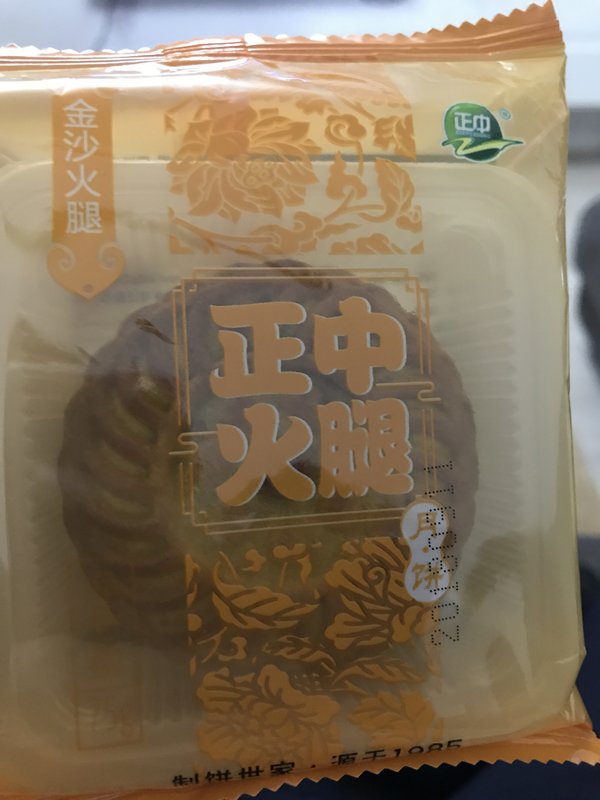 金沙火腿
正中
正中
火腿
月·饼
制饼世家·源于1985